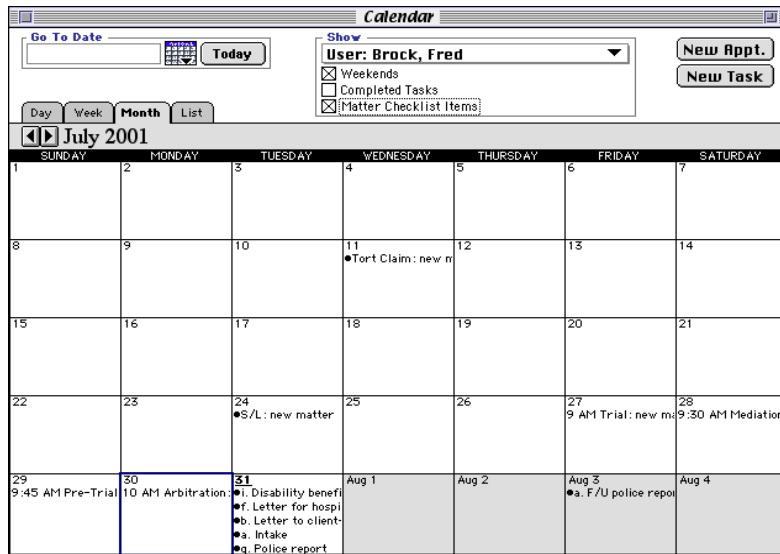 Calendar
Go To Date
Today
Show
User: Brock, Fred
Weekends
Completed Tasks
Matter Checklist Items
New Appt.
New Task
Day Week Month List
July 2001
SUNDAY MONDAY TUESDAY WEDNESDAY THURSDAY FRIDAY SATURDAY
1 2 3 4 5 6 7
8 9 10 11 12 13 14
●Tort Claim: new m
15 16 17 18 19 20 21
22 23 24 25 26 27 28
●S/L: new matter 9 AM Trial: new ma 9:30 AM Mediation
29 30 31 Aug 1 Aug 2 Aug 3 Aug 4
9:45 AM Pre-Trial 10 AM Arbitration: ●i. Disability benefi ●a. F/U police repor
●f. Letter for hospi
●b. Letter to client-
●a. Intake
●g. Police report